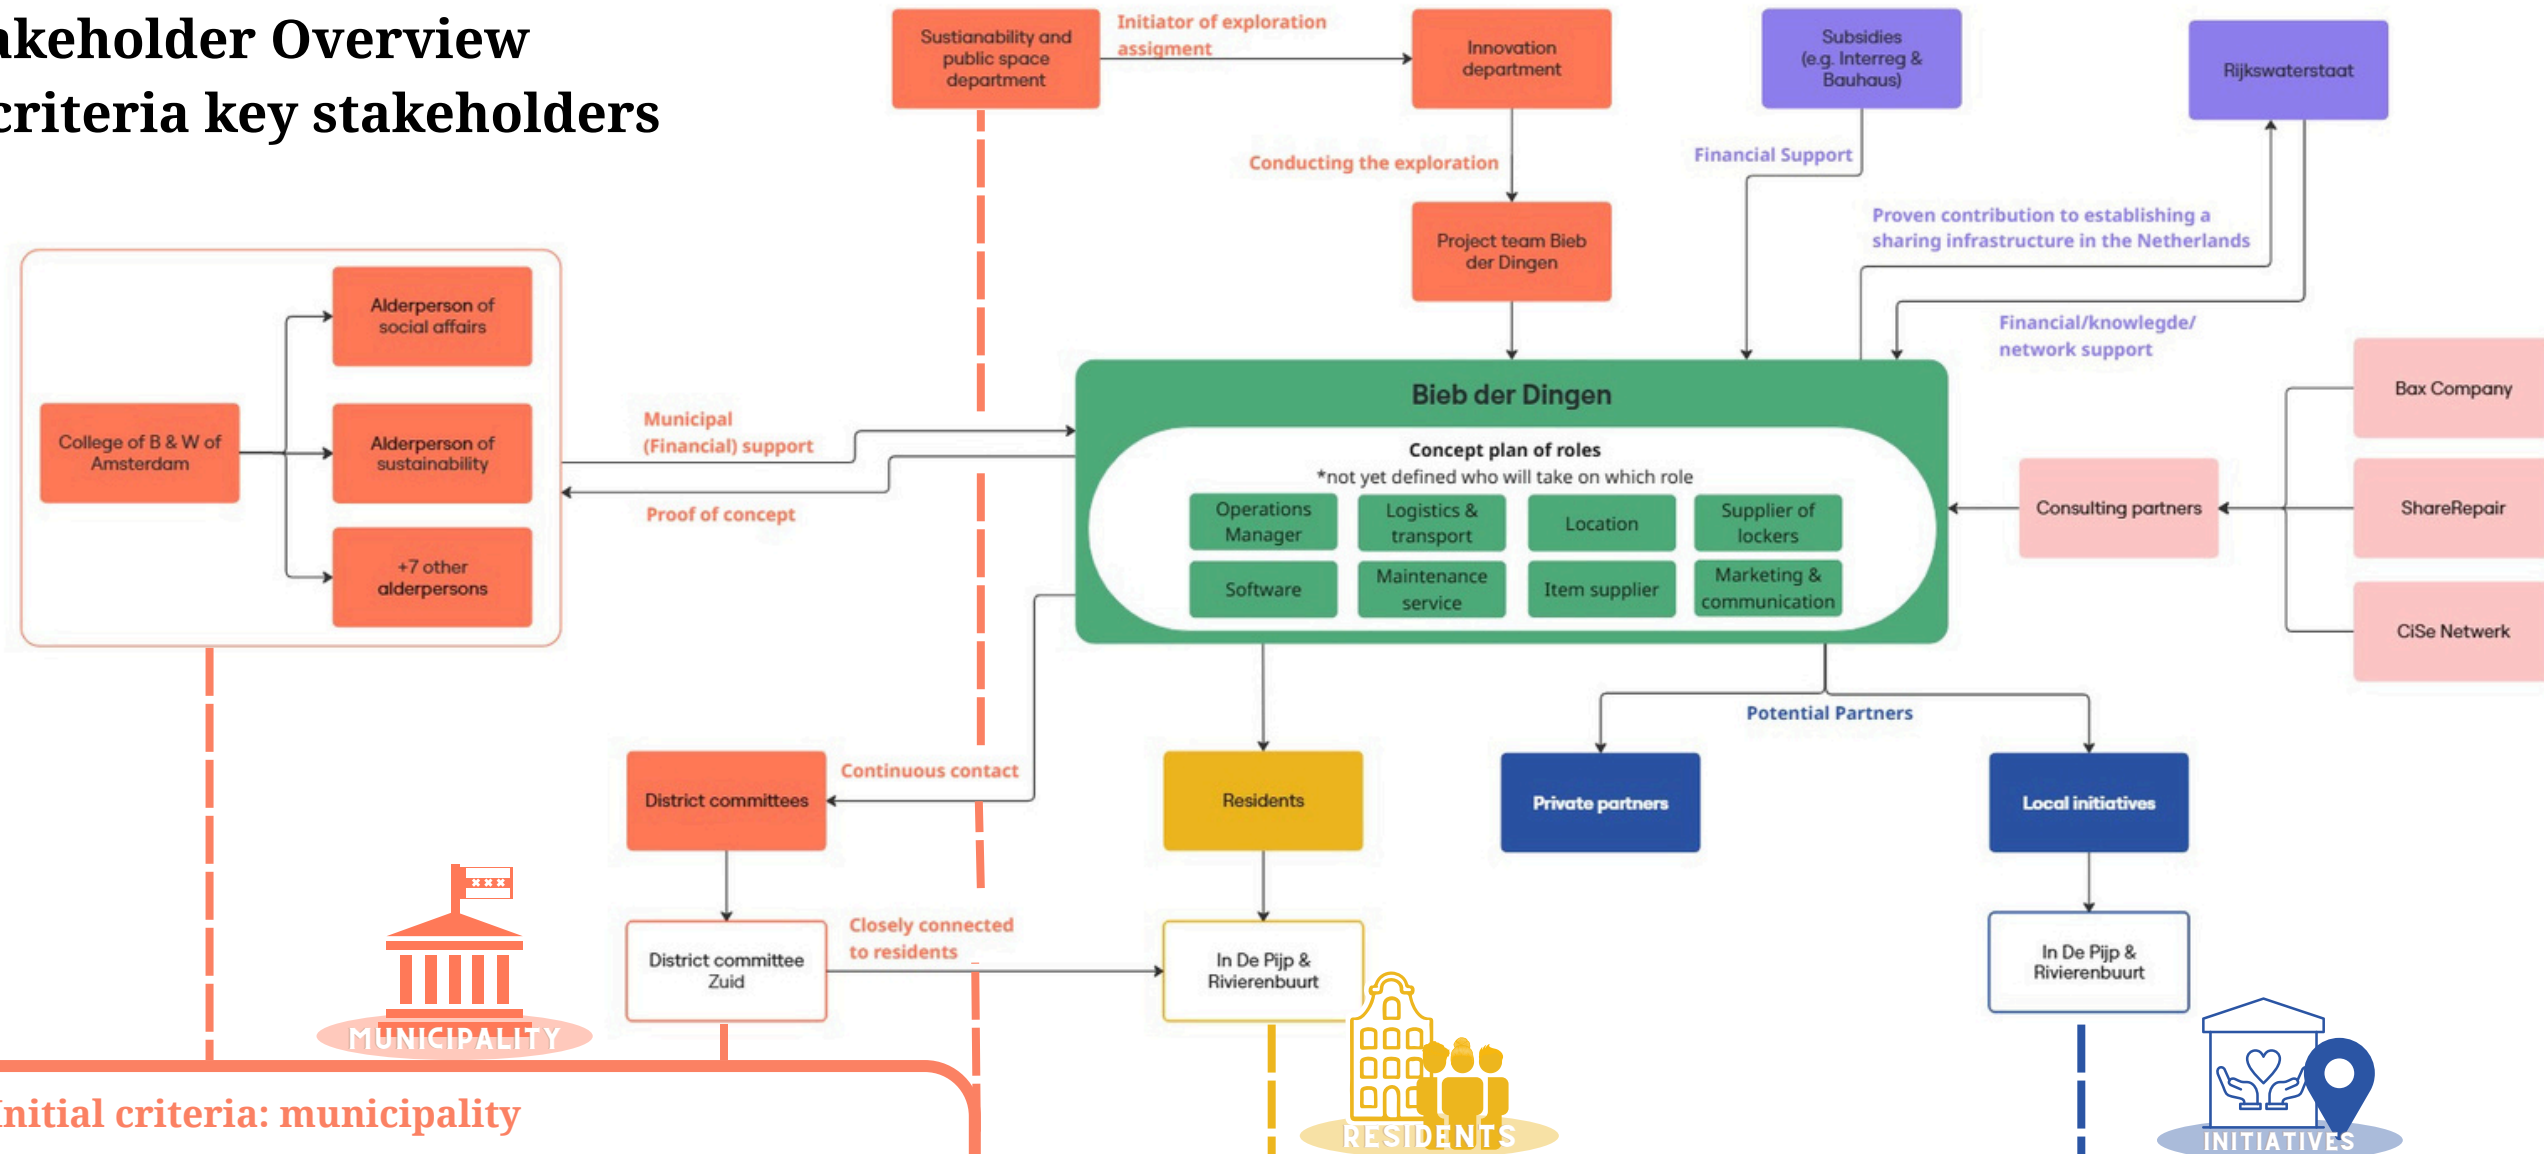 akeholder Overview
criteria key stakeholders
Sustianability and
public space
department
Initiator of exploration
assigment
Innovation
department
Subsidies
(e.g. Interreg &
Bauhaus)
Rijkswaterstaat
Conducting the exploration
Financial Support
Project team Bieb
der Dingen
Proven contribution to establishing a
sharing infrastructure in the Netherlands
Financial/knowlegde/
network support
College of B & W of
Amsterdam
Alderperson of
social affairs
Alderperson of
sustainability
+7 other
alderpersons
Municipal
(Financial) support
Proof of concept
Bieb der Dingen
Concept plan of roles
*not yet defined who will take on which role
Operations
Manager
Logistics &
transport
Location
Supplier of
lockers
Software
Maintenance
service
Item supplier
Marketing &
communication
Consulting partners
Bax Company
ShareRepair
CiSe Netwerk
Potential Partners
Continuous contact
District committees
Residents
Private partners
Local initiatives
Closely connected
to residents
District committee
Zuid
In De Pijp &
Rivierenbuurt
In De Pijp &
Rivierenbuurt
MUNICIPALITY
RESIDENTS
INITIATIVES
Initial criteria: municipality